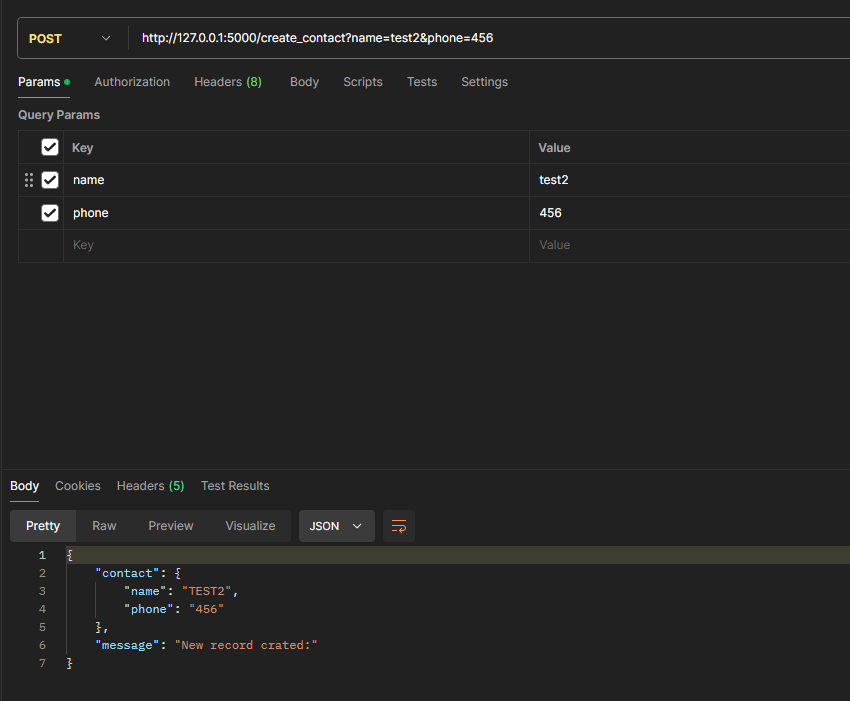 POST http://127.0.0.1:5000/create_contact?name=test2&phone=456
Params Authorization Headers (8) Body Scripts Tests Settings
Query Params
Key Value
name test2
phone 456
Key Value
Body Cookies Headers (5) Test Results
Pretty Raw Preview Visualize JSON
1 {
2 "contact": {
3 "name": "TEST2",
4 "phone": "456"
5 },
6 "message": "New record crated:"
7 }